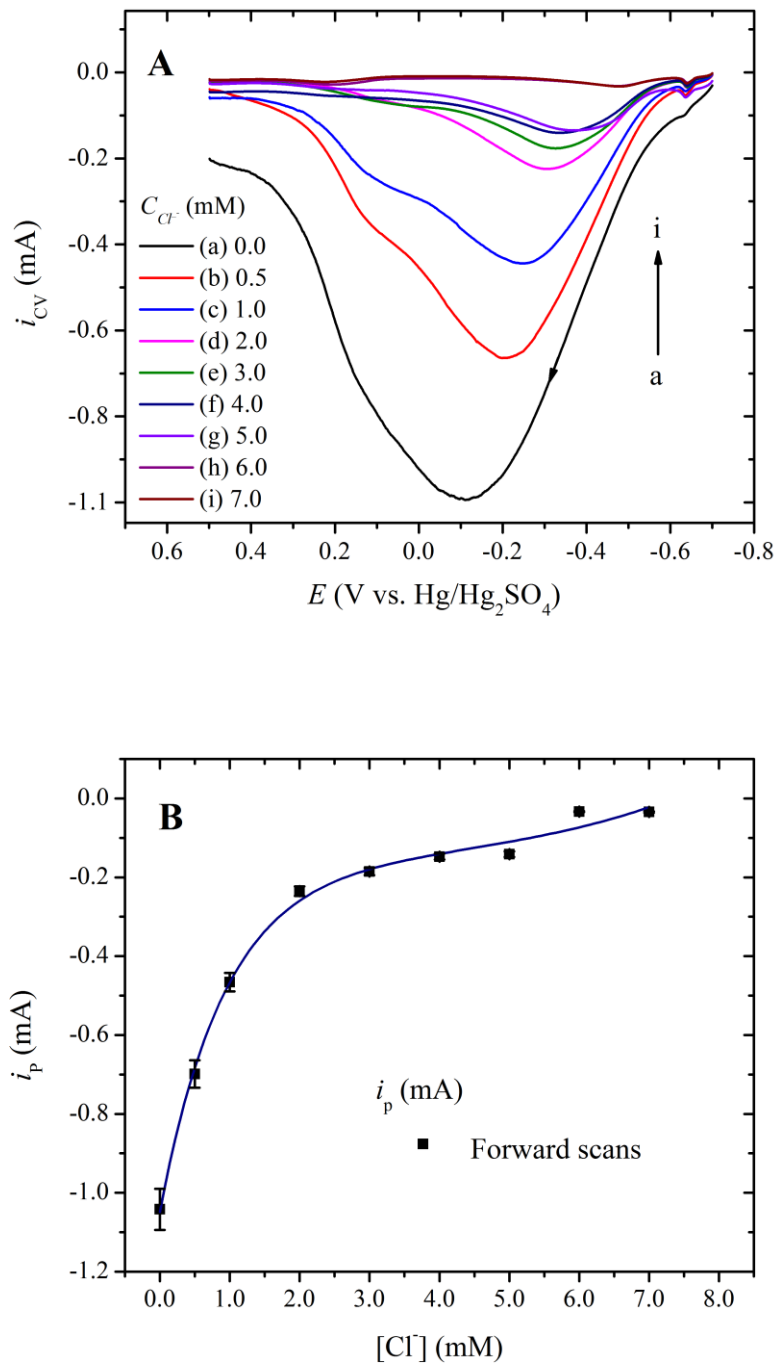 A
0.0
-0.2
-0.4
-0.6
-0.8
-1.1
i_CV (mA)
C_Cl- (mM)
(a) 0.0
(b) 0.5
(c) 1.0
(d) 2.0
(e) 3.0
(f) 4.0
(g) 5.0
(h) 6.0
(i) 7.0
i
a
0.6 0.4 0.2 0.0 -0.2 -0.4 -0.6 -0.8
E (V vs. Hg/Hg₂SO₄)
B
0.0
-0.2
-0.4
-0.6
-0.8
-1.0
-1.2
i_P (mA)
i_p (mA)
Forward scans
0.0 1.0 2.0 3.0 4.0 5.0 6.0 7.0 8.0
[Cl⁻] (mM)